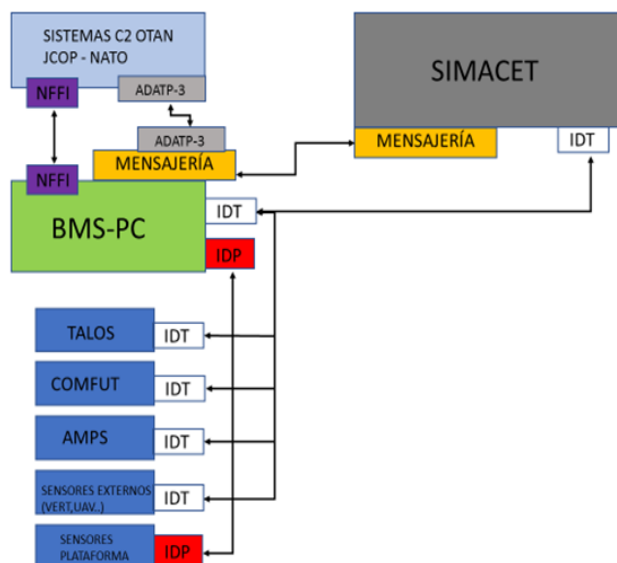 SISTEMAS C2 OTAN
JCOP - NATO
NFFI
ADATP-3
SIMACET
ADATP-3
MENSAJERÍA
MENSAJERÍA
IDT
NFFI
BMS-PC
IDT
IDP
TALOS
IDT
COMFUT
IDT
AMPS
IDT
SENSORES EXTERNOS
(VERT,UAV..)
IDT
SENSORES
PLATAFORMA
IDP